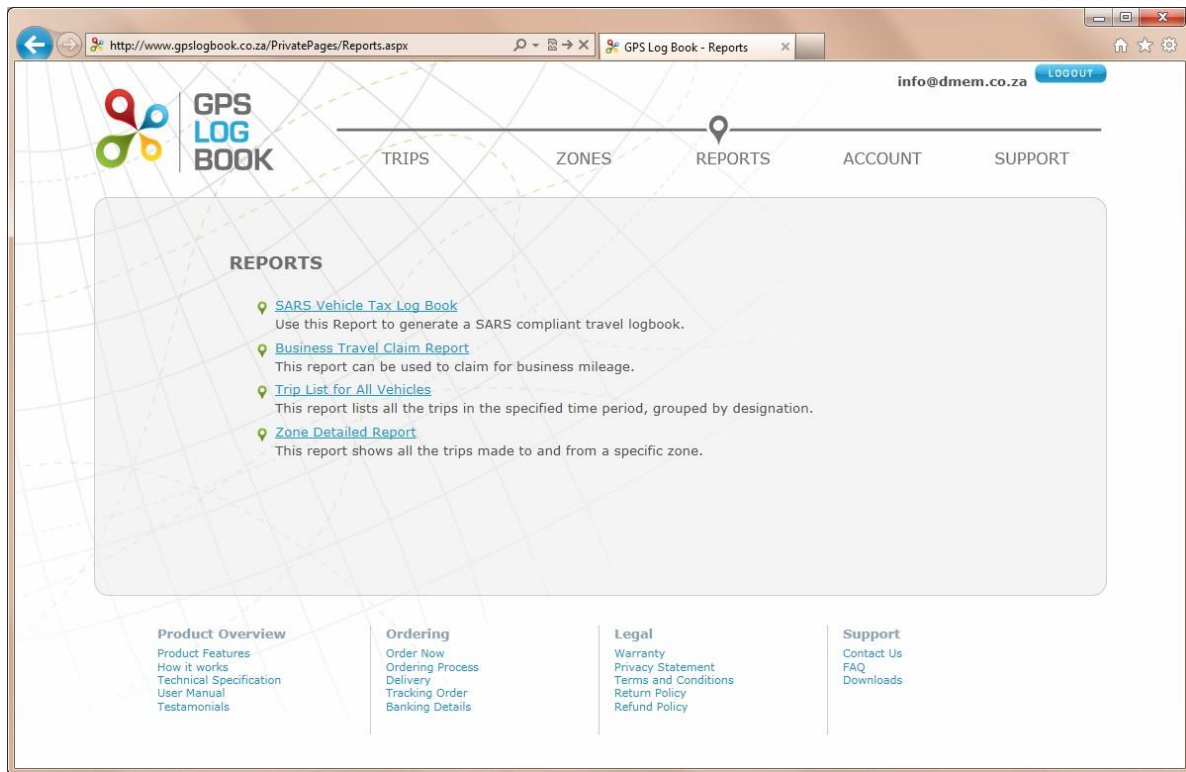 http://www.gpslogbook.co.za/PrivatePages/Reports.aspx
GPS Log Book - Reports
info@dmem.co.za
LOGOUT
GPS
LOG
BOOK
TRIPS ZONES REPORTS ACCOUNT SUPPORT
REPORTS
SARS Vehicle Tax Log Book
Use this Report to generate a SARS compliant travel logbook.
Business Travel Claim Report
This report can be used to claim for business mileage.
Trip List for All Vehicles
This report lists all the trips in the specified time period, grouped by designation.
Zone Detailed Report
This report shows all the trips made to and from a specific zone.
Product Overview
Product Features
How it works
Technical Specification
User Manual
Testamonials
Ordering
Order Now
Ordering Process
Delivery
Tracking Order
Banking Details
Legal
Warranty
Privacy Statement
Terms and Conditions
Return Policy
Refund Policy
Support
Contact Us
FAQ
Downloads